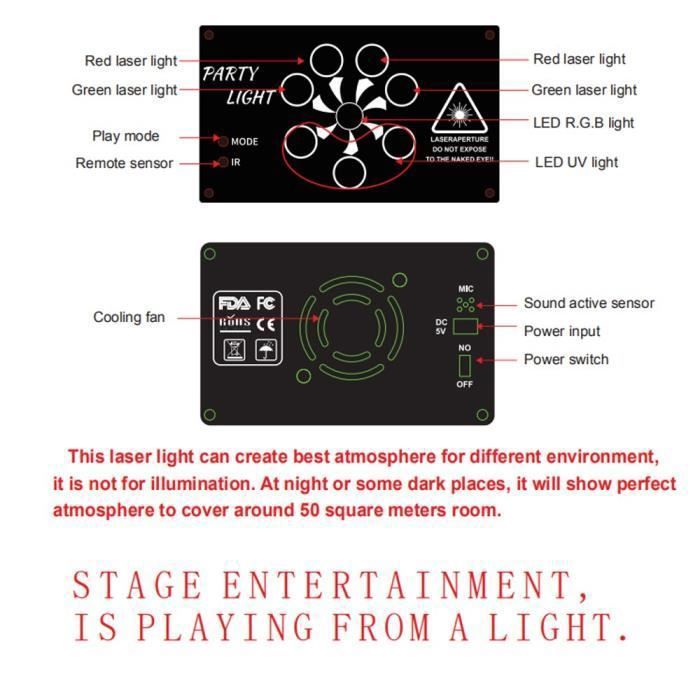 Red laser light
Red laser light
PARTY
LIGHT
Green laser light
Green laser light
LED R.G.B light
Play mode
MODE
LASERAPERTURE
DO NOT EXPOSE
TO THE NAKED EYE!!
Remote sensor
IR
LED UV light
MIC
FDA FC
Sound active sensor
Cooling fan
RoHS CE
DC
5V
Power input
NO
Power switch
OFF
This laser light can create best atmosphere for different environment,
it is not for illumination. At night or some dark places, it will show perfect
atmosphere to cover around 50 square meters room.
STAGE ENTERTAINMENT,
IS PLAYING FROM A LIGHT.